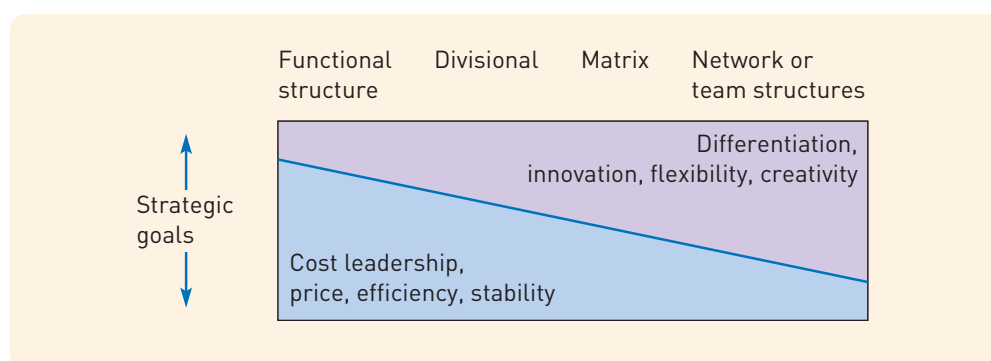 Functional structure
Divisional
Matrix
Network or team structures
Differentiation,
innovation, flexibility, creativity
Strategic
goals
Cost leadership,
price, efficiency, stability